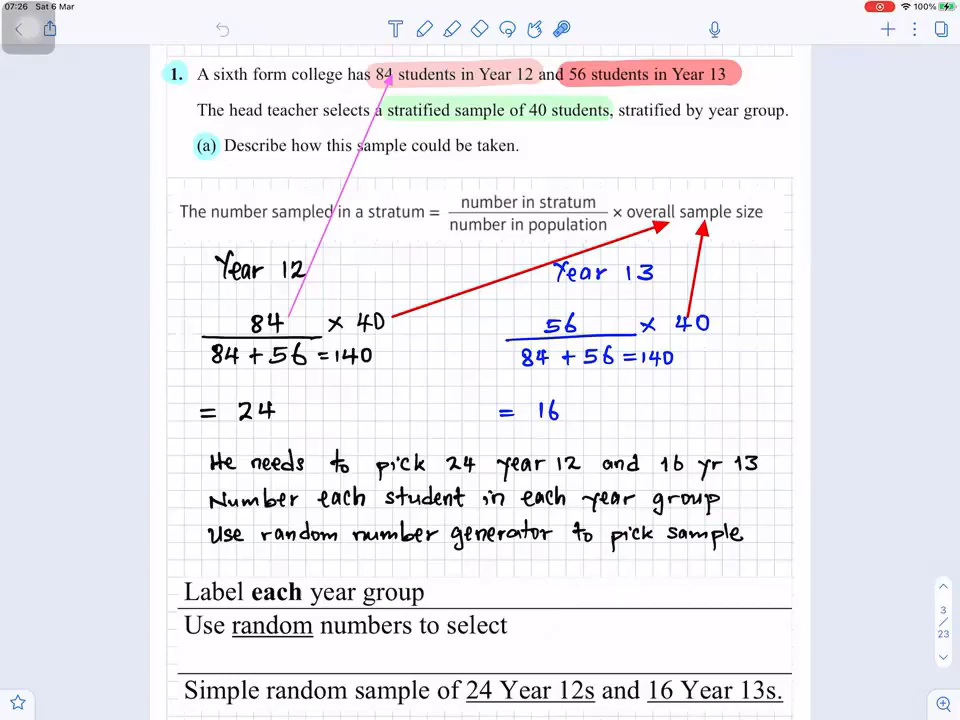 07:26 Sat 6 Mar
100%
1. A sixth form college has 84 students in Year 12 and 56 students in Year 13
The head teacher selects a stratified sample of 40 students, stratified by year group.
(a) Describe how this sample could be taken.
The number sampled in a stratum = number in stratum / number in population × overall sample size
Year 12
84 × 40
84 + 56 = 140
= 24
Year 13
56 × 40
84 + 56 = 140
= 16
He needs to pick 24 year 12 and 16 yr 13
Number each student in each year group
Use random number generator to pick sample
Label each year group
Use random numbers to select
Simple random sample of 24 Year 12s and 16 Year 13s.
3
/
23